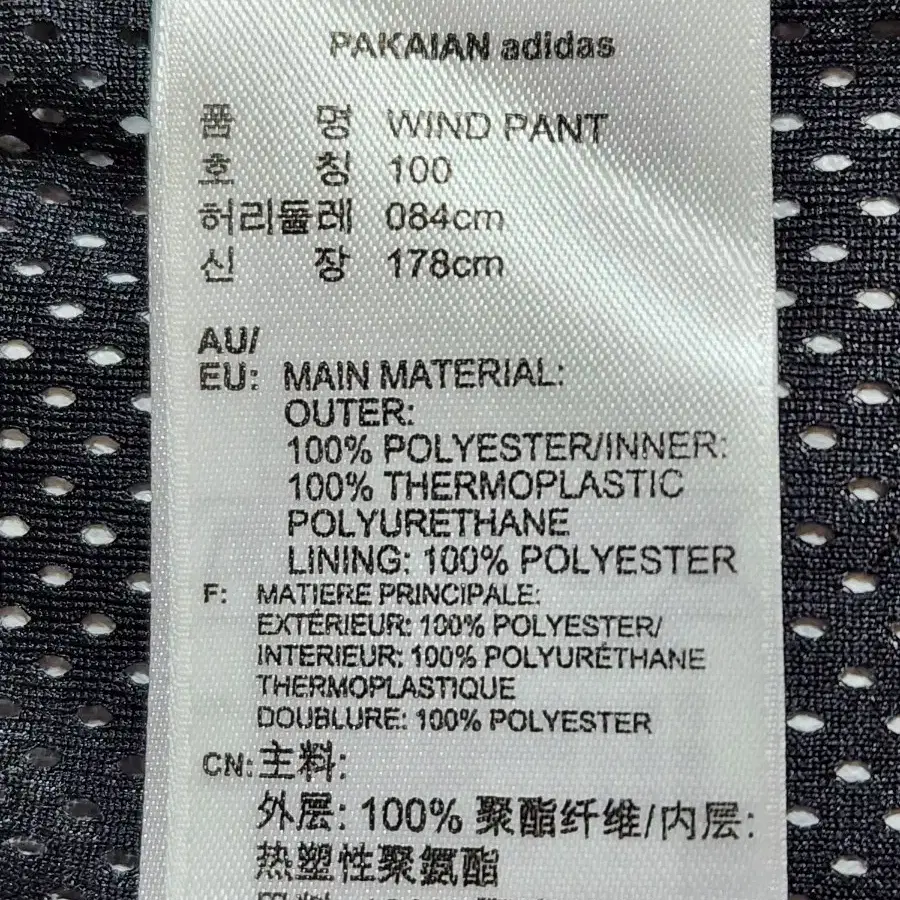 PAKAIAN adidas
품 명 WIND PANT
호 칭 100
허리둘레 084cm
신 장 178cm
AU/
EU: MAIN MATERIAL:
OUTER:
100% POLYESTER/INNER:
100% THERMOPLASTIC
POLYURETHANE
LINING: 100% POLYESTER
F: MATIERE PRINCIPALE:
EXTÉRIEUR: 100% POLYESTER/
INTERIEUR: 100% POLYURÉTHANE
THERMOPLASTIQUE
DOUBLURE: 100% POLYESTER
CN: 主料:
外层: 100% 聚酯纤维/内层:
热塑性聚氨酯